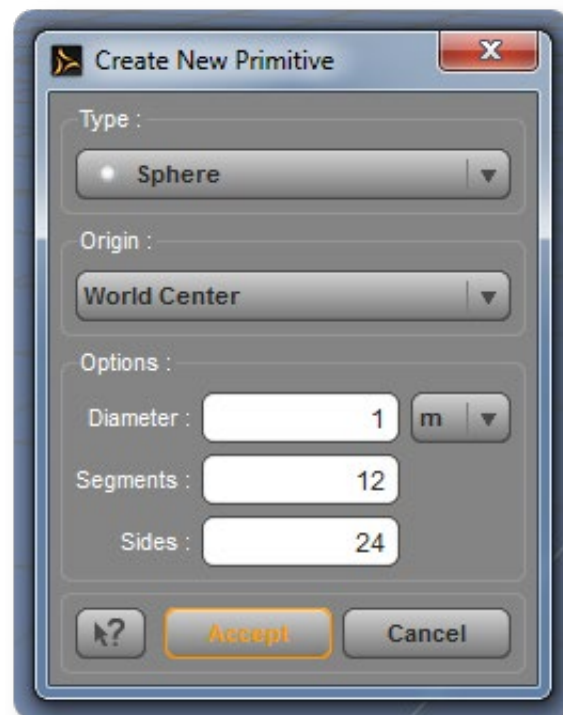 Create New Primitive
Type :
Sphere
Origin :
World Center
Options :
Diameter : 1 m
Segments : 12
Sides : 24
? Accept Cancel